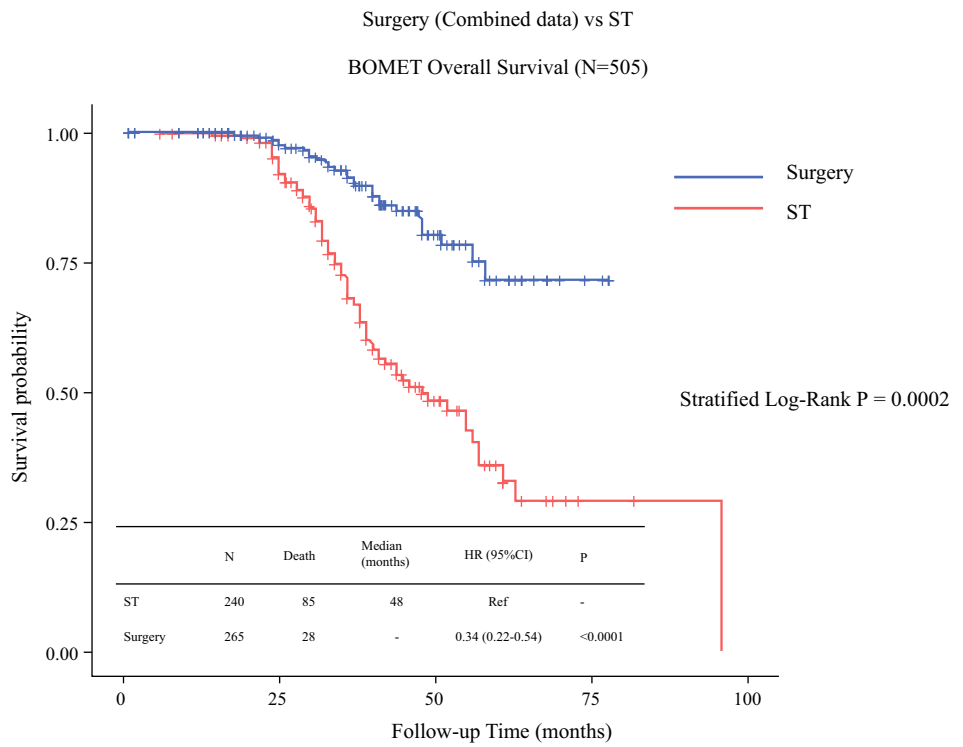 Surgery (Combined data) vs ST
BOMET Overall Survival (N=505)
1.00
0.75
0.50
0.25
0.00
Survival probability
Surgery
ST
Stratified Log-Rank P = 0.0002
N Death Median (months) HR (95%CI) P
ST 240 85 48 Ref -
Surgery 265 28 - 0.34 (0.22-0.54) <0.0001
0 25 50 75 100
Follow-up Time (months)